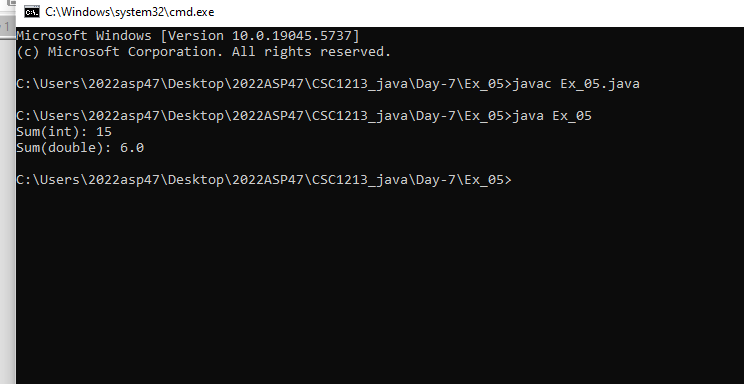 C:\Windows\system32\cmd.exe
Microsoft Windows [Version 10.0.19045.5737]
(c) Microsoft Corporation. All rights reserved.
C:\Users\2022asp47\Desktop\2022ASP47\CSC1213_java\Day-7\Ex_05>javac Ex_05.java
C:\Users\2022asp47\Desktop\2022ASP47\CSC1213_java\Day-7\Ex_05>java Ex_05
Sum(int): 15
Sum(double): 6.0
C:\Users\2022asp47\Desktop\2022ASP47\CSC1213_java\Day-7\Ex_05>